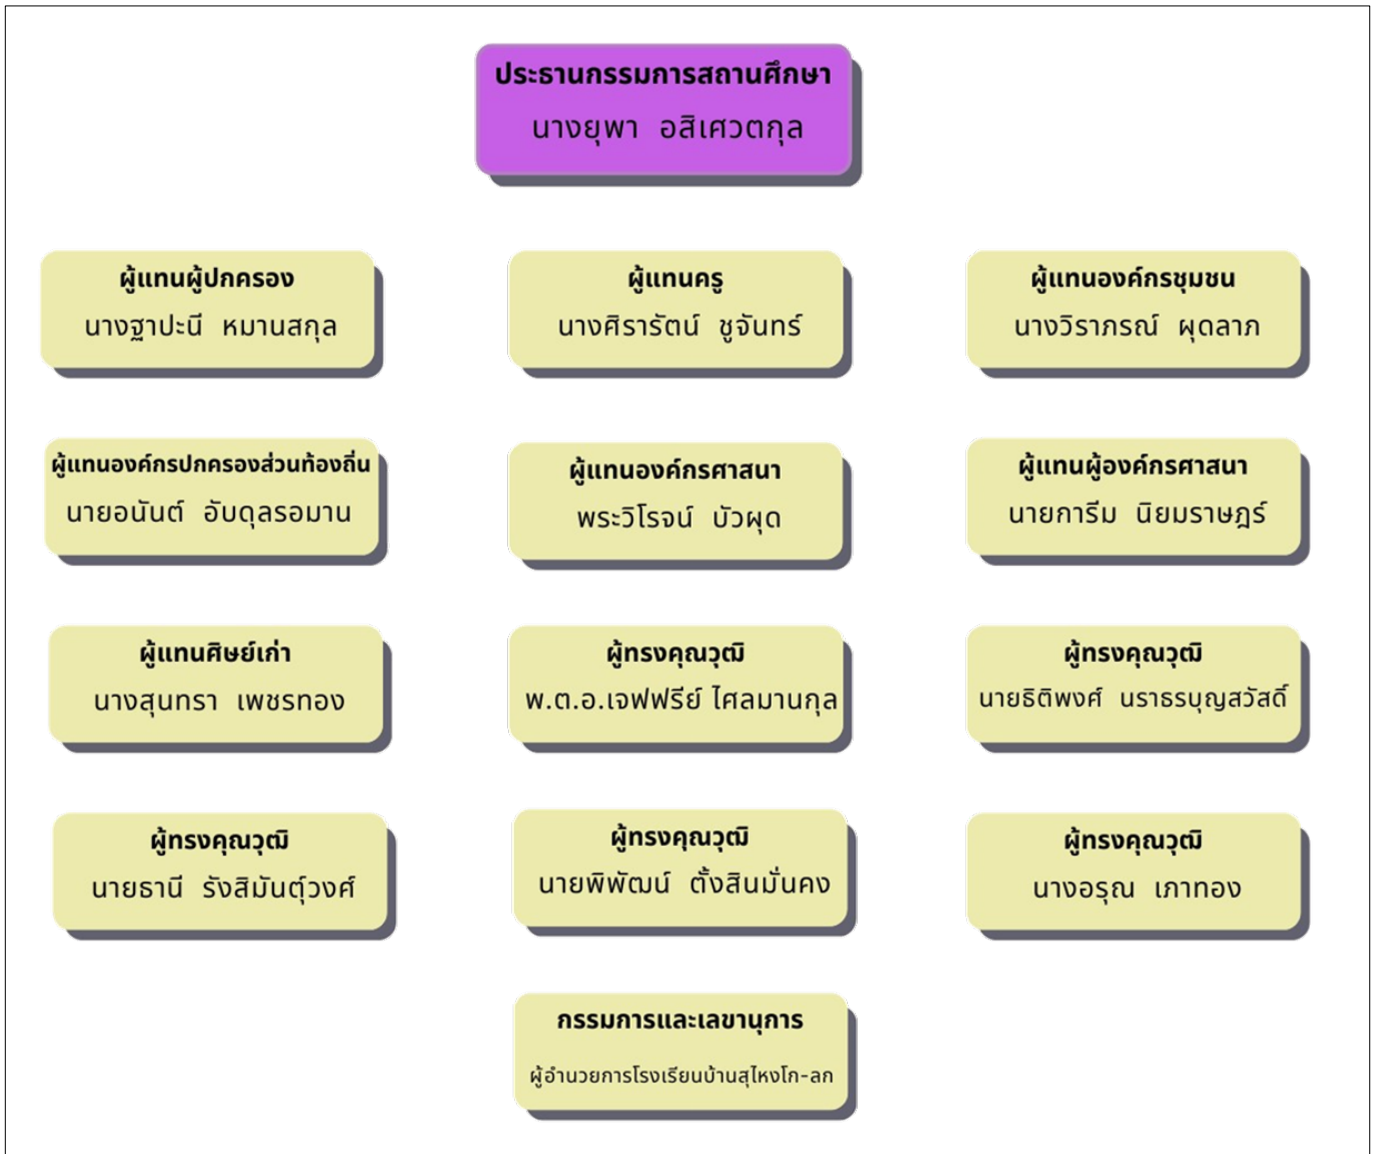 ประธานกรรมการสถานศึกษา
นางยุพา อสิเศวตกุล
ผู้แทนผู้ปกครอง
นางฐาปะนี หมานสกุล
ผู้แทนครู
นางศิรารัตน์ ชูจันทร์
ผู้แทนองค์กรชุมชน
นางวิราภรณ์ ผุดลาภ
ผู้แทนองค์กรปกครองส่วนท้องถิ่น
นายอนันต์ อับดุลรอมาน
ผู้แทนองค์กรศาสนา
พระวิโรจน์ บัวผุด
ผู้แทนผู้องค์กรศาสนา
นายการีม นิยมราษฎร์
ผู้แทนศิษย์เก่า
นางสุนทรา เพชรทอง
ผู้ทรงคุณวุฒิ
พ.ต.อ.เจฟฟรีย์ ไศลมานกุล
ผู้ทรงคุณวุฒิ
นายธิติพงศ์ นราธรบุญสวัสดิ์
ผู้ทรงคุณวุฒิ
นายธานี รังสิมันตุ์วงศ์
ผู้ทรงคุณวุฒิ
นายพิพัฒน์ ตั้งสินมั่นคง
ผู้ทรงคุณวุฒิ
นางอรุณ เภาทอง
กรรมการและเลขานุการ
ผู้อำนวยการโรงเรียนบ้านสุไหงโก-ลก